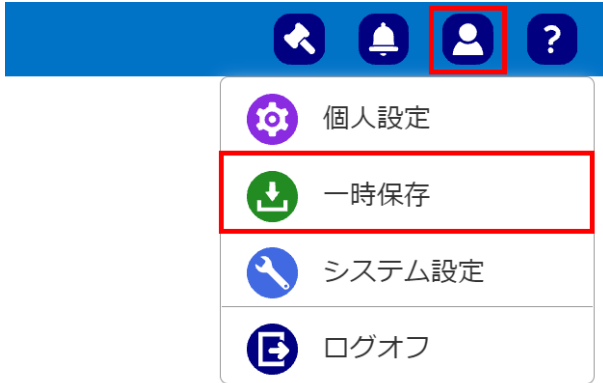 ?
個人設定
一時保存
システム設定
ログオフ